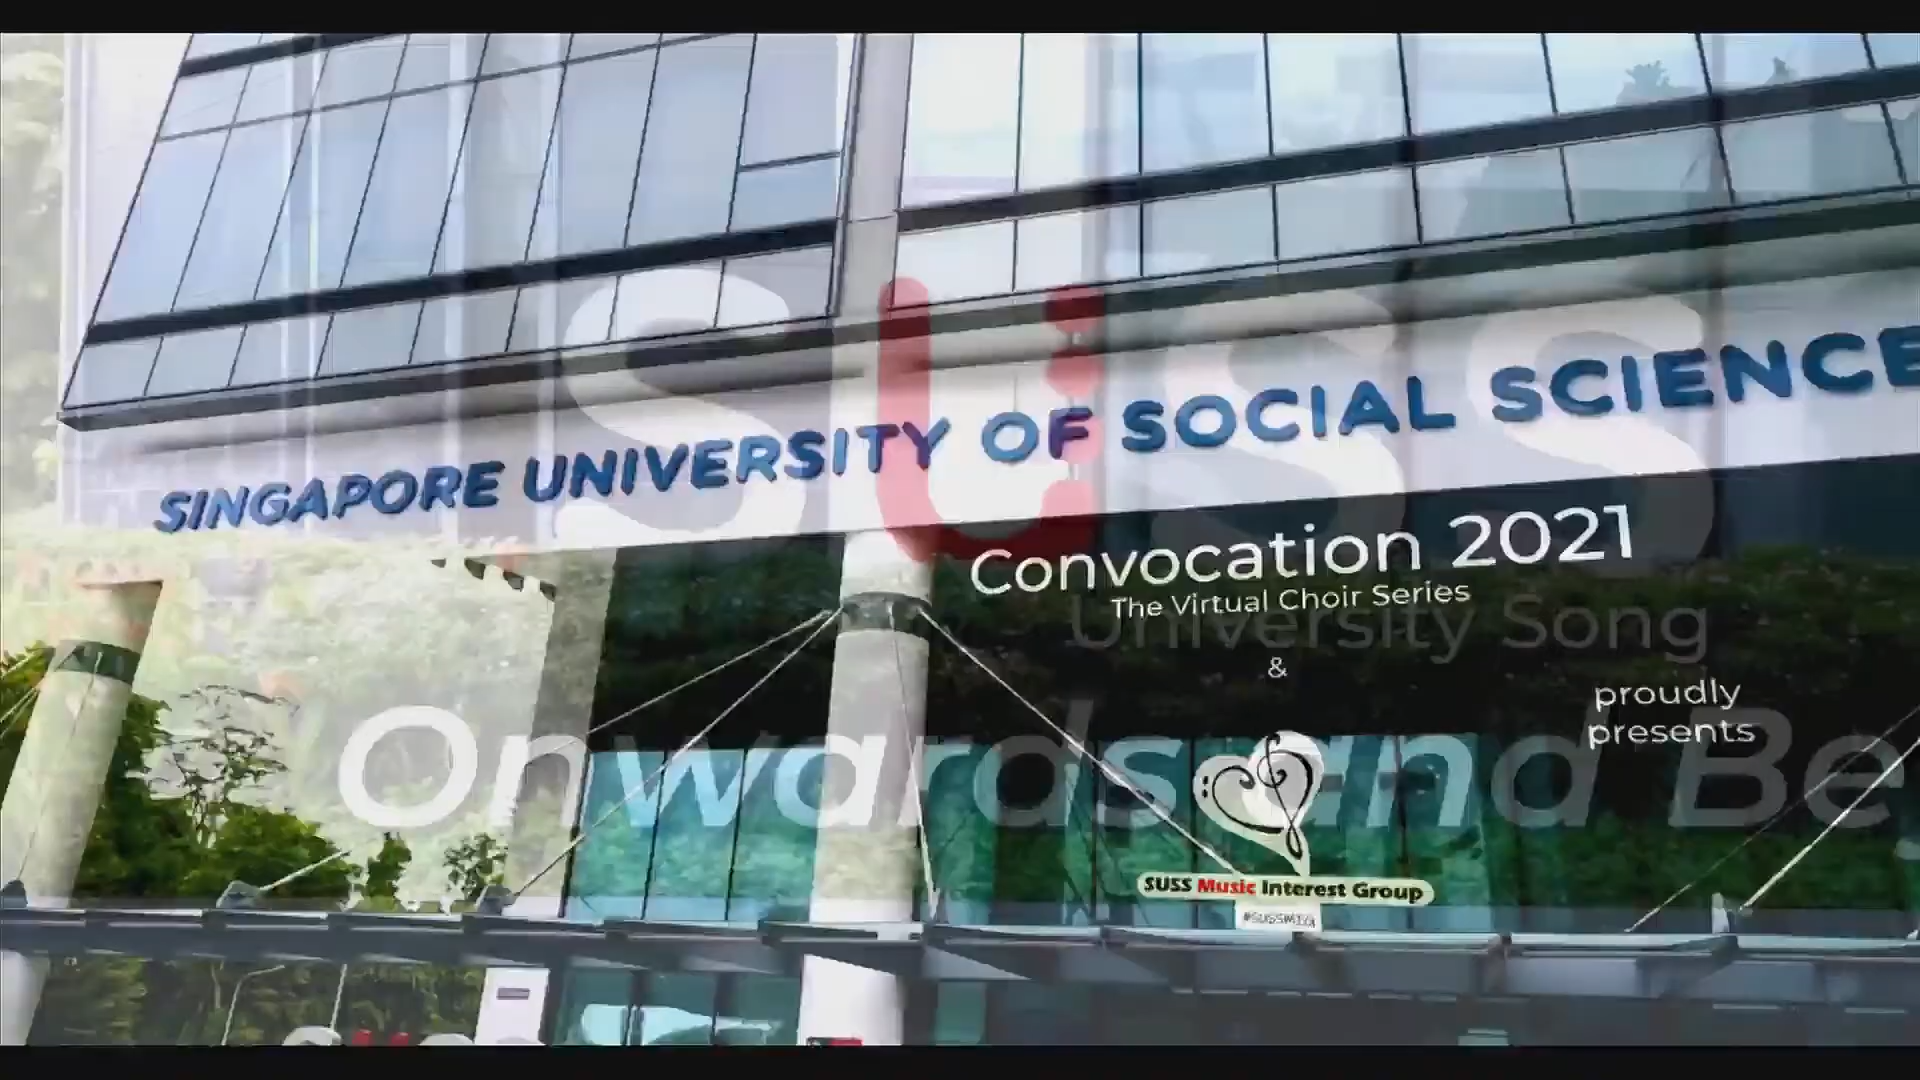 SUSS
SINGAPORE UNIVERSITY OF SOCIAL SCIENCE
Convocation 2021
The Virtual Choir Series
University Song
&
proudly
presents
Onwards and Be
SUSS Music Interest Group